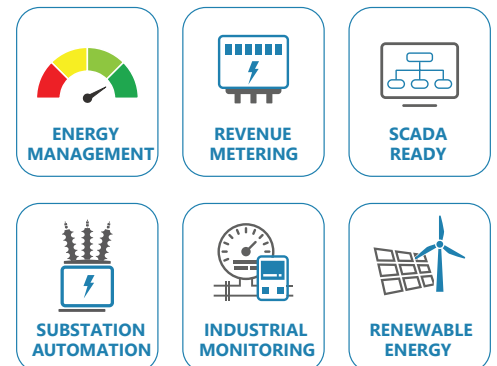 ENERGY
MANAGEMENT
REVENUE
METERING
SCADA
READY
SUBSTATION
AUTOMATION
INDUSTRIAL
MONITORING
RENEWABLE
ENERGY